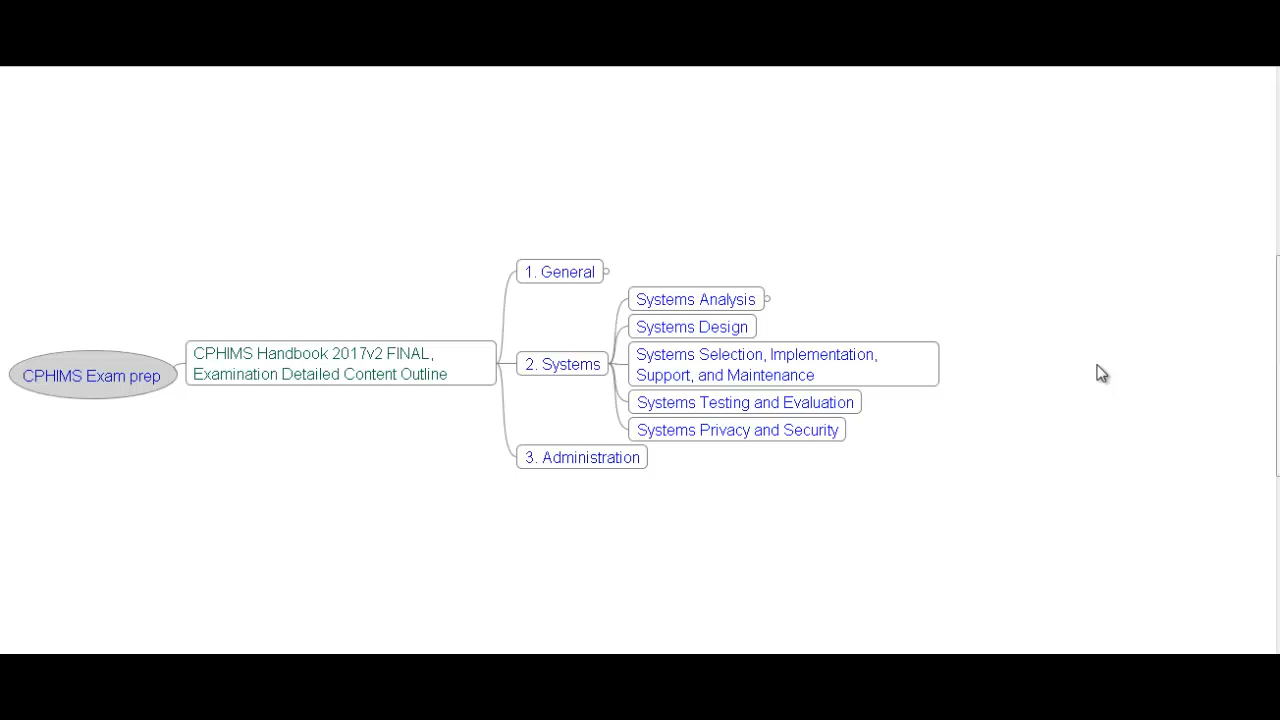 CPHIMS Exam prep
CPHIMS Handbook 2017v2 FINAL,
Examination Detailed Content Outline
1. General
2. Systems
Systems Analysis
Systems Design
Systems Selection, Implementation,
Support, and Maintenance
Systems Testing and Evaluation
Systems Privacy and Security
3. Administration